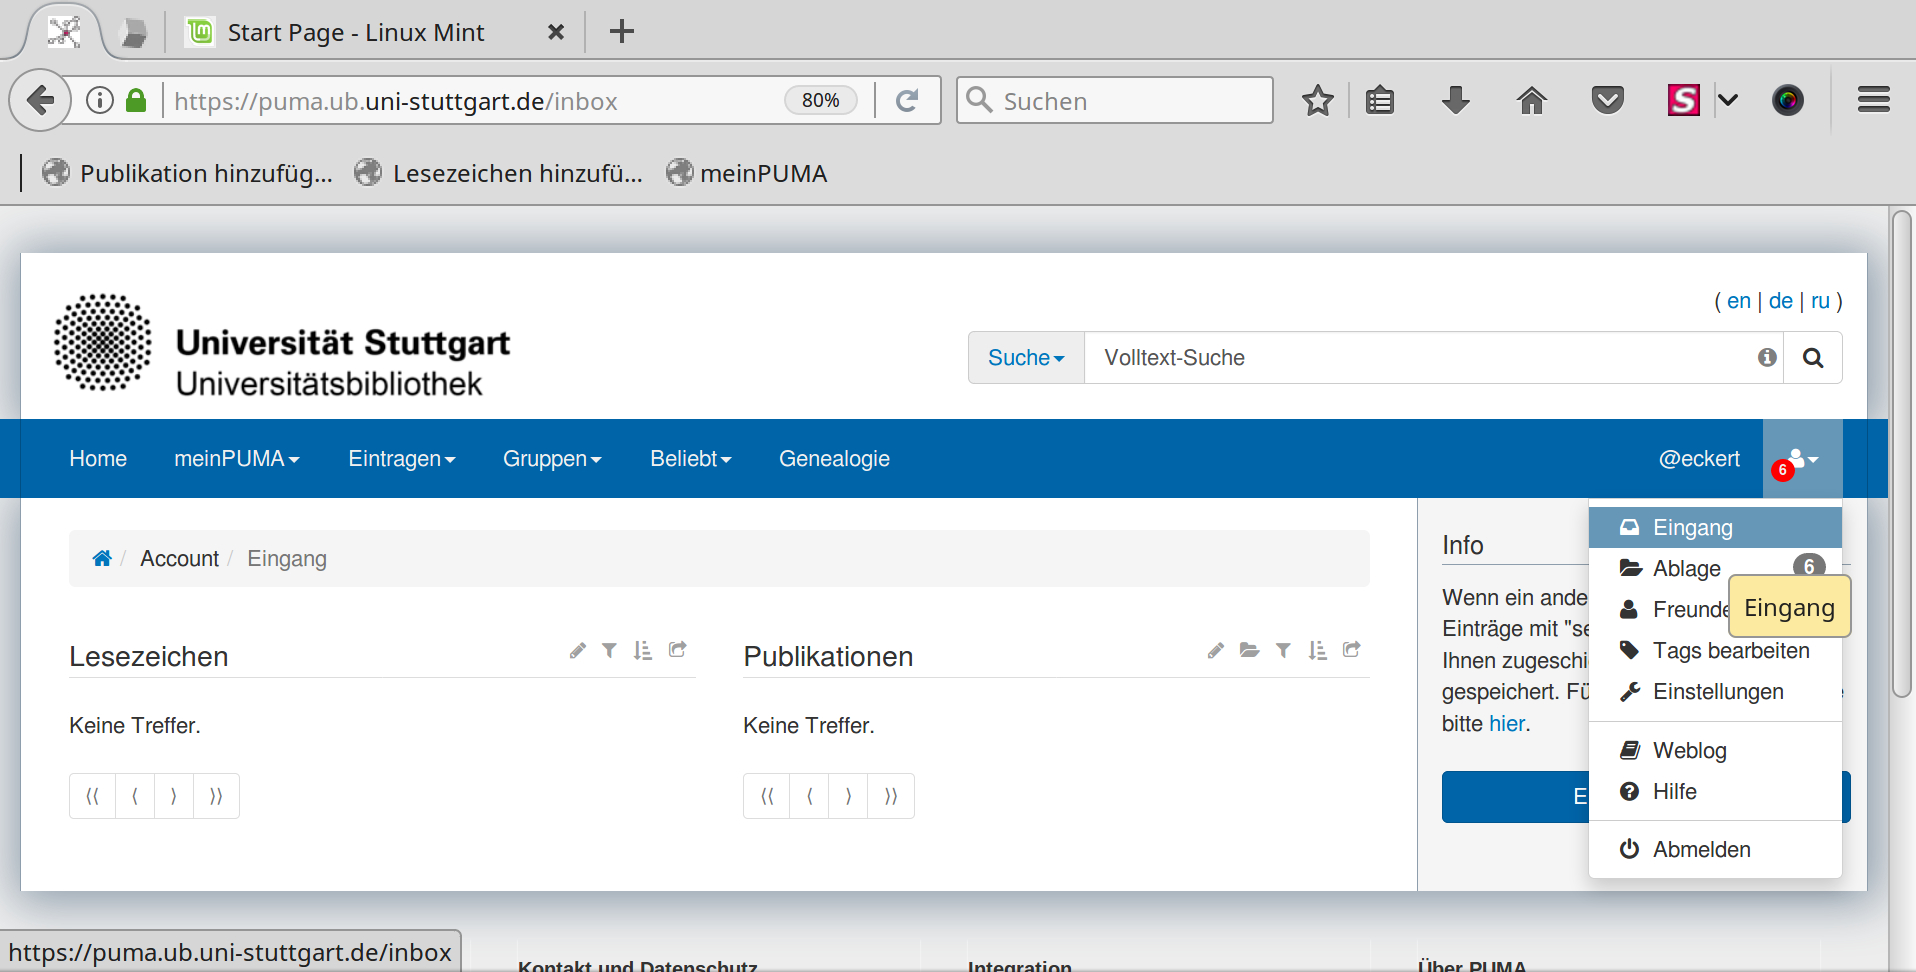 Start Page - Linux Mint
https://puma.ub.uni-stuttgart.de/inbox
80%
Suchen
Publikation hinzufüg...
Lesezeichen hinzufü...
meinPUMA
( en | de | ru )
Universität Stuttgart
Universitätsbibliothek
Suche
Volltext-Suche
Home
meinPUMA
Eintragen
Gruppen
Beliebt
Genealogie
@eckert
6
Account / Eingang
Lesezeichen
Keine Treffer.
Publikationen
Keine Treffer.
Info
Wenn ein ande
Einträge mit "se
Ihnen zugeschi
gespeichert. Fü
bitte hier.
E
Eingang
Ablage 6
Freunde
Eingang
Tags bearbeiten
Einstellungen
Weblog
Hilfe
Abmelden
https://puma.ub.uni-stuttgart.de/inbox
Kontakt und Datenschutz
Integration
Über PUMA